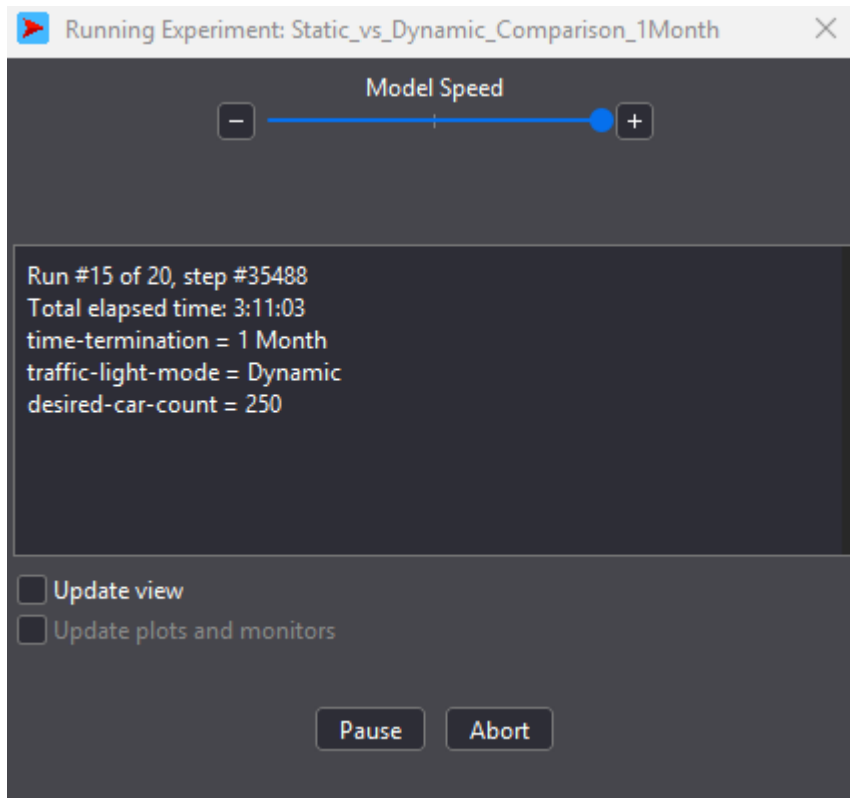 Running Experiment: Static_vs_Dynamic_Comparison_1Month
Model Speed
Run #15 of 20, step #35488
Total elapsed time: 3:11:03
time-termination = 1 Month
traffic-light-mode = Dynamic
desired-car-count = 250
Update view
Update plots and monitors
Pause Abort